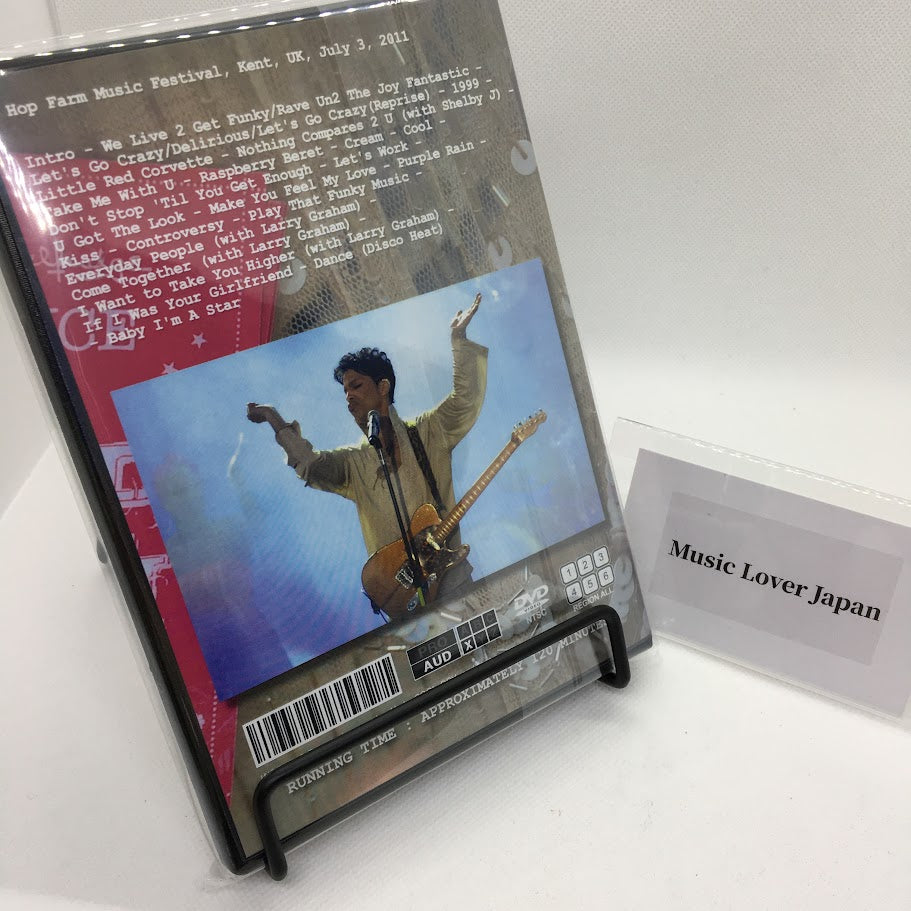 Hop Farm Music Festival, Kent, UK, July 3, 2011
Intro - We Live 2 Get Funky/Rave Un2 The Joy Fantastic -
Let's Go Crazy/Delirious/Let's Go Crazy(Reprise) - 1999 -
Little Red Corvette - Nothing Compares 2 U (with Shelby J) -
Take Me With U - Raspberry Beret - Cream - Cool -
Don't Stop 'Til You Get Enough - Let's Work -
U Got The Look - Make You Feel My Love - Purple Rain -
Kiss - Controversy - Play That Funky Music -
Everyday People (with Larry Graham) -
Come Together (with Larry Graham) -
I Want to Take You Higher (with Larry Graham) -
If I Was Your Girlfriend - Dance (Disco Heat)
Baby I'm A Star
CE
1 2 3
4 5 6
REGION ALL
DVD
NTSC
PRO
AUD X
RUNNING TIME : APPROXIMATELY 120 MINUTE
Music Lover Japan